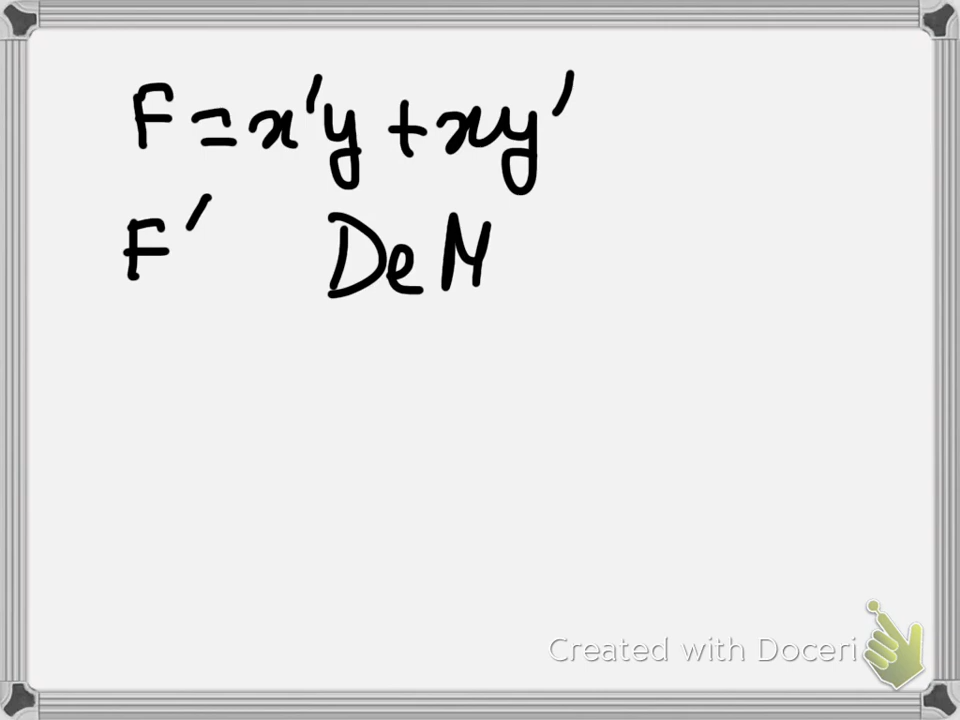 F = x'y + xy'
F' DeM
Created with Doceri